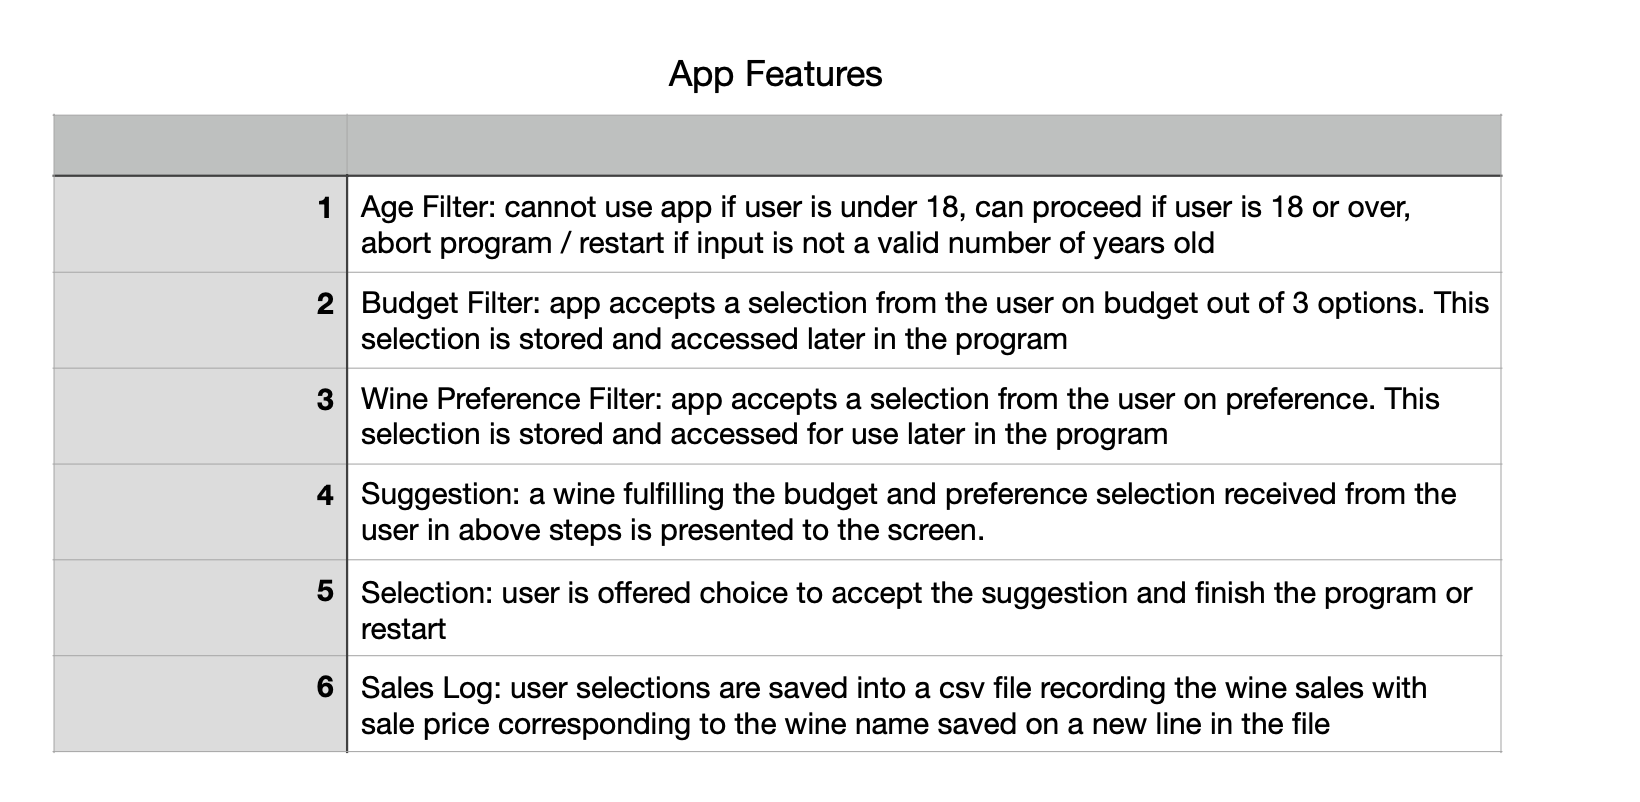 App Features
1 Age Filter: cannot use app if user is under 18, can proceed if user is 18 or over,
abort program / restart if input is not a valid number of years old
2 Budget Filter: app accepts a selection from the user on budget out of 3 options. This
selection is stored and accessed later in the program
3 Wine Preference Filter: app accepts a selection from the user on preference. This
selection is stored and accessed for use later in the program
4 Suggestion: a wine fulfilling the budget and preference selection received from the
user in above steps is presented to the screen.
5 Selection: user is offered choice to accept the suggestion and finish the program or
restart
6 Sales Log: user selections are saved into a csv file recording the wine sales with
sale price corresponding to the wine name saved on a new line in the file